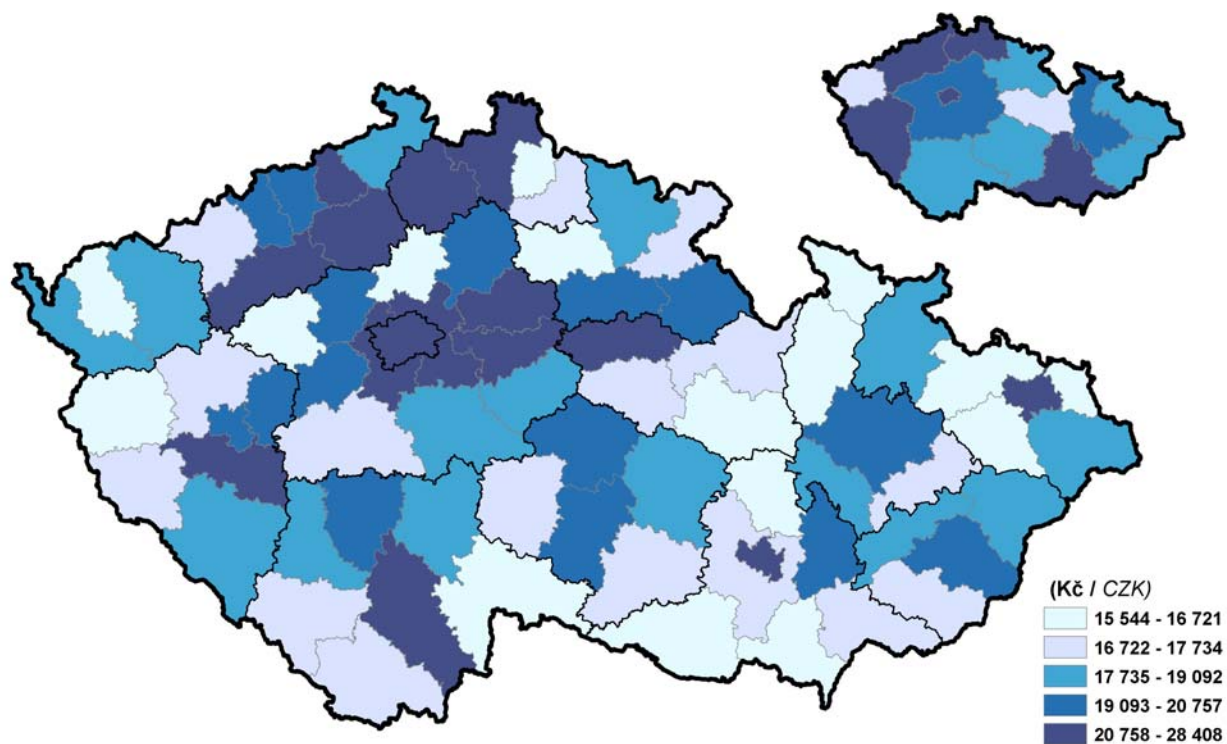 (Kč / CZK)
15 544 - 16 721
16 722 - 17 734
17 735 - 19 092
19 093 - 20 757
20 758 - 28 408